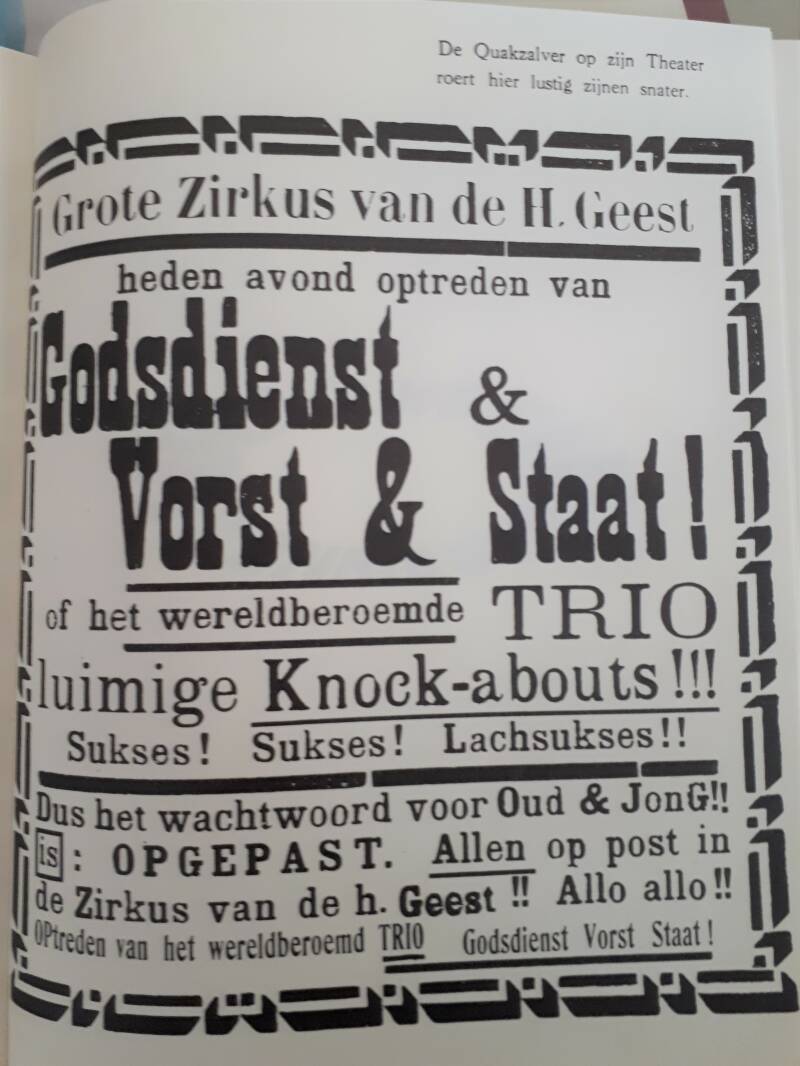 De Quakzalver op zijn Theater
roert hier lustig zijnen snater.
Grote Zirkus van de H. Geest
heden avond optreden van
Godsdienst &
Vorst & Staat!
of het wereldberoemde TRIO
luimige Knock-abouts!!!
Sukses! Sukses! Lachsukses!!
Dus het wachtwoord voor Oud & JonG!!
is: OPGEPAST. Allen op post in
de Zirkus van de h. Geest!! Allo allo!!
OPtreden van het wereldberoemd TRIO Godsdienst Vorst Staat!